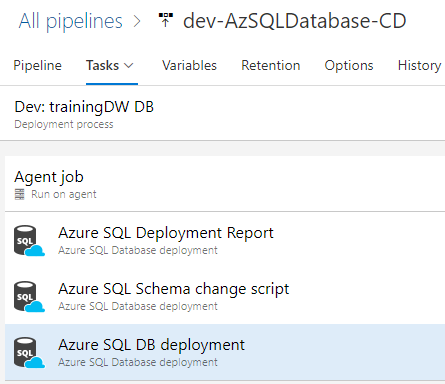 All pipelines > dev-AzSQLDatabase-CD
Pipeline Tasks Variables Retention Options History
Dev: trainingDW DB
Deployment process
Agent job
Run on agent
SQL Azure SQL Deployment Report
Azure SQL Database deployment
SQL Azure SQL Schema change script
Azure SQL Database deployment
SQL Azure SQL DB deployment
Azure SQL Database deployment